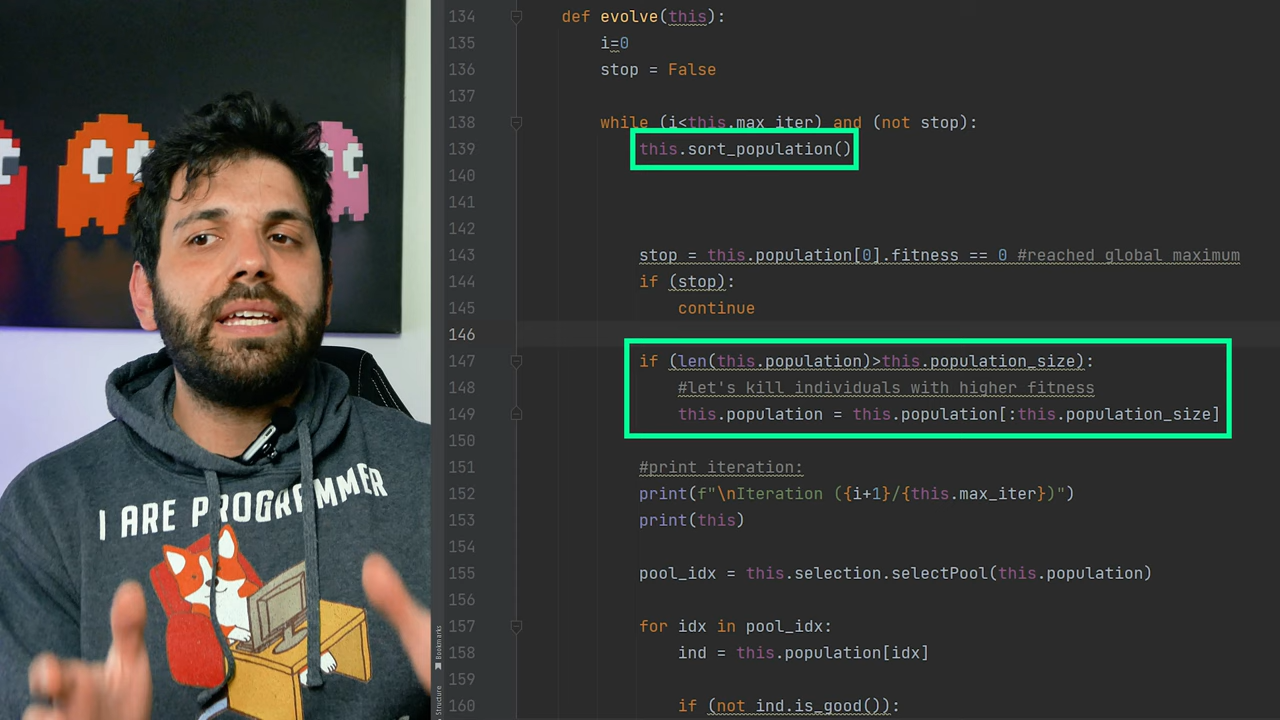 I ARE PROGRAMMER
Bookmarks
Structure
134 def evolve(this):
135 i=0
136 stop = False
137
138 while (i<this.max_iter) and (not stop):
139 this.sort_population()
140
141
142
143 stop = this.population[0].fitness == 0 #reached global maximum
144 if (stop):
145 continue
146
147 if (len(this.population)>this.population_size):
148 #let's kill individuals with higher fitness
149 this.population = this.population[:this.population_size]
150
151 #print iteration:
152 print(f"\nIteration ({i+1}/{this.max_iter})")
153 print(this)
154
155 pool_idx = this.selection.selectPool(this.population)
156
157 for idx in pool_idx:
158 ind = this.population[idx]
159
160 if (not ind.is_good()):